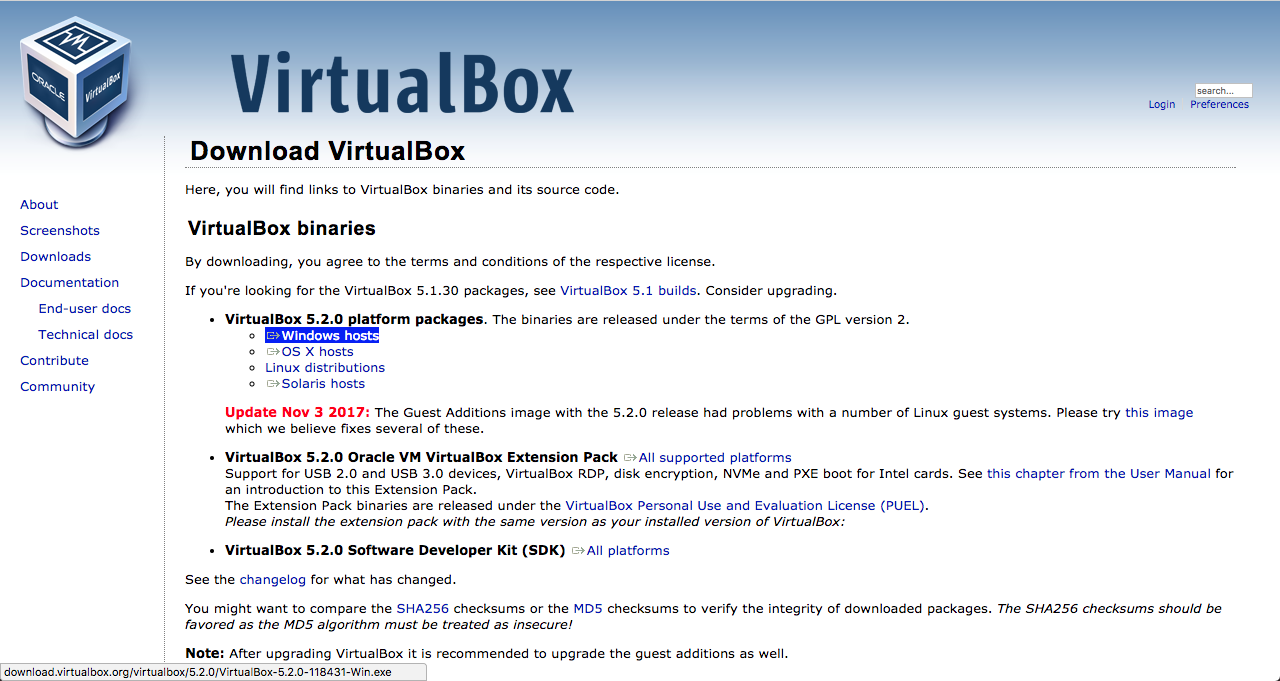 ORACLE
VirtualBox
VirtualBox
search...
Login Preferences
Download VirtualBox
Here, you will find links to VirtualBox binaries and its source code.
About
Screenshots
Downloads
Documentation
End-user docs
Technical docs
Contribute
Community
VirtualBox binaries
By downloading, you agree to the terms and conditions of the respective license.
If you're looking for the VirtualBox 5.1.30 packages, see VirtualBox 5.1 builds. Consider upgrading.
• VirtualBox 5.2.0 platform packages. The binaries are released under the terms of the GPL version 2.
Windows hosts
OS X hosts
Linux distributions
Solaris hosts
Update Nov 3 2017: The Guest Additions image with the 5.2.0 release had problems with a number of Linux guest systems. Please try this image
which we believe fixes several of these.
• VirtualBox 5.2.0 Oracle VM VirtualBox Extension Pack All supported platforms
Support for USB 2.0 and USB 3.0 devices, VirtualBox RDP, disk encryption, NVMe and PXE boot for Intel cards. See this chapter from the User Manual for
an introduction to this Extension Pack.
The Extension Pack binaries are released under the VirtualBox Personal Use and Evaluation License (PUEL).
Please install the extension pack with the same version as your installed version of VirtualBox:
• VirtualBox 5.2.0 Software Developer Kit (SDK) All platforms
See the changelog for what has changed.
You might want to compare the SHA256 checksums or the MD5 checksums to verify the integrity of downloaded packages. The SHA256 checksums should be
favored as the MD5 algorithm must be treated as insecure!
Note: After upgrading VirtualBox it is recommended to upgrade the guest additions as well.
download.virtualbox.org/virtualbox/5.2.0/VirtualBox-5.2.0-118431-Win.exe